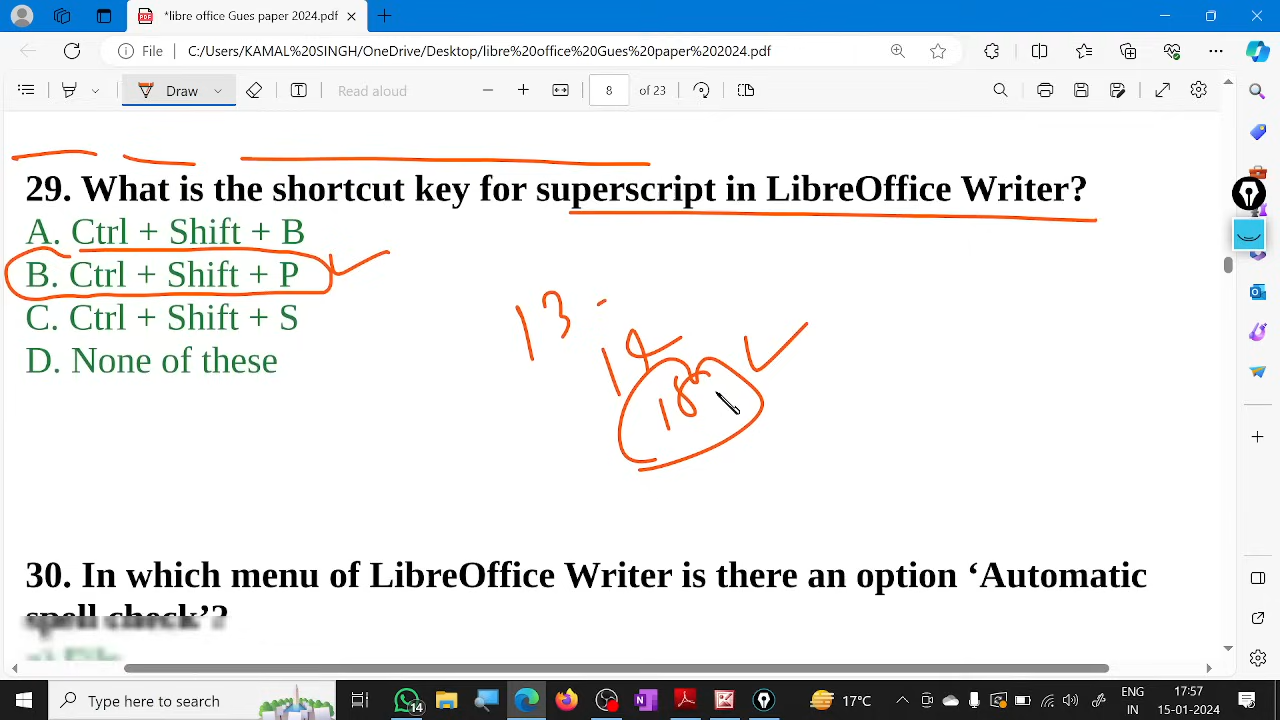 *libre office Gues paper 2024.pdf
File C:/Users/KAMAL%20SINGH/OneDrive/Desktop/libre%20office%20Gues%20paper%202024.pdf
Draw Read aloud 8 of 23
29. What is the shortcut key for superscript in LibreOffice Writer?
A. Ctrl + Shift + B
B. Ctrl + Shift + P
C. Ctrl + Shift + S
D. None of these
13
18
30. In which menu of LibreOffice Writer is there an option ‘Automatic
spell check’?
Type here to search 14 17°C ENG IN 17:57 15-01-2024